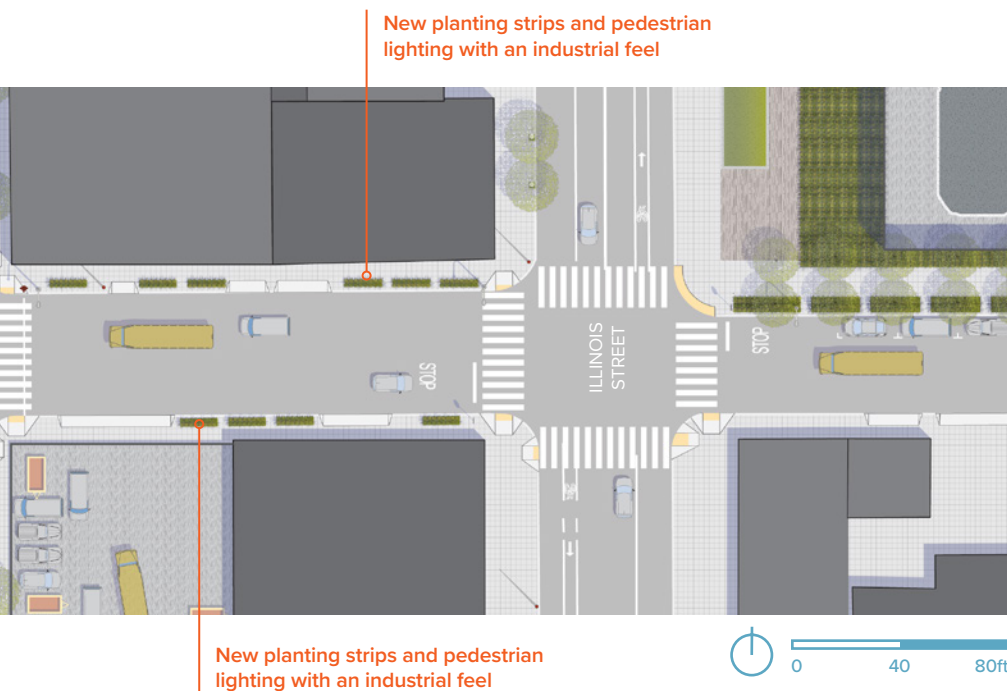 New planting strips and pedestrian
lighting with an industrial feel
ILLINOIS
STREET
STOP
STOP
New planting strips and pedestrian
lighting with an industrial feel
0 40 80ft